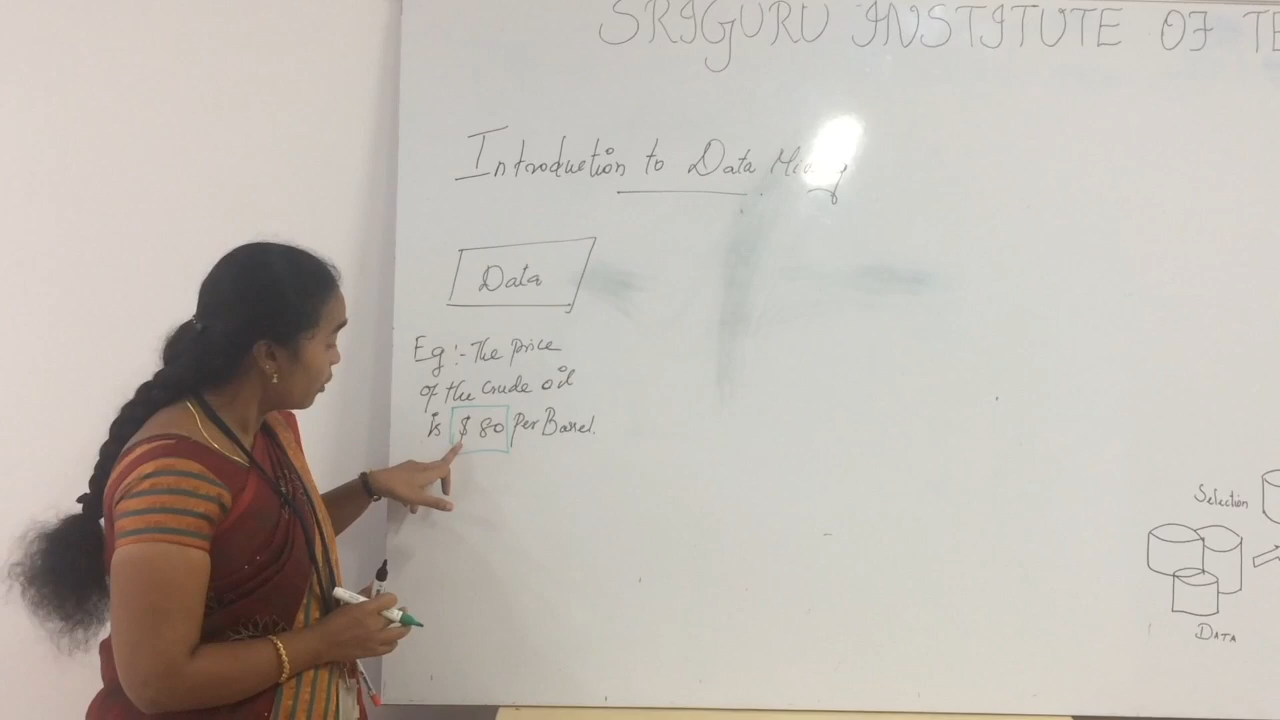 SRIGURU INSTITUTE OF TE
Introduction to Data Mining
Data
Eg :- The price
of the crude oil
is $ 80 Per Barrel.
Selection
DATA